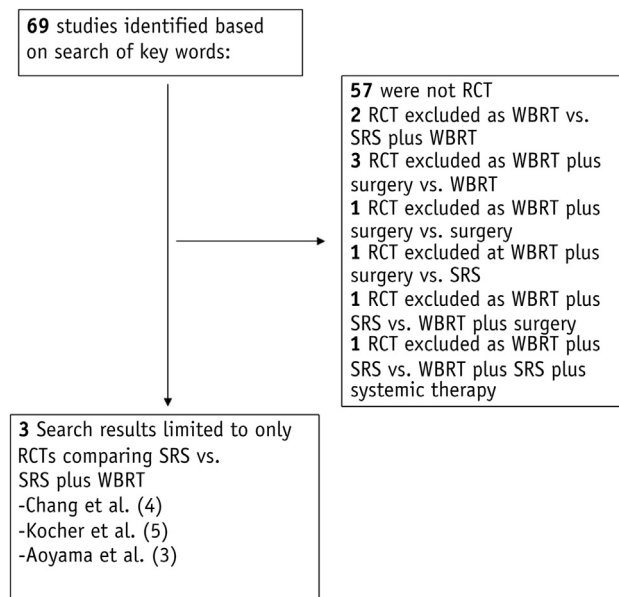 69 studies identified based
on search of key words:
57 were not RCT
2 RCT excluded as WBRT vs.
SRS plus WBRT
3 RCT excluded as WBRT plus
surgery vs. WBRT
1 RCT excluded as WBRT plus
surgery vs. surgery
1 RCT excluded at WBRT plus
surgery vs. SRS
1 RCT excluded as WBRT plus
SRS vs. WBRT plus surgery
1 RCT excluded as WBRT plus
SRS vs. WBRT plus SRS plus
systemic therapy
3 Search results limited to only
RCTs comparing SRS vs.
SRS plus WBRT
-Chang et al. (4)
-Kocher et al. (5)
-Aoyama et al. (3)